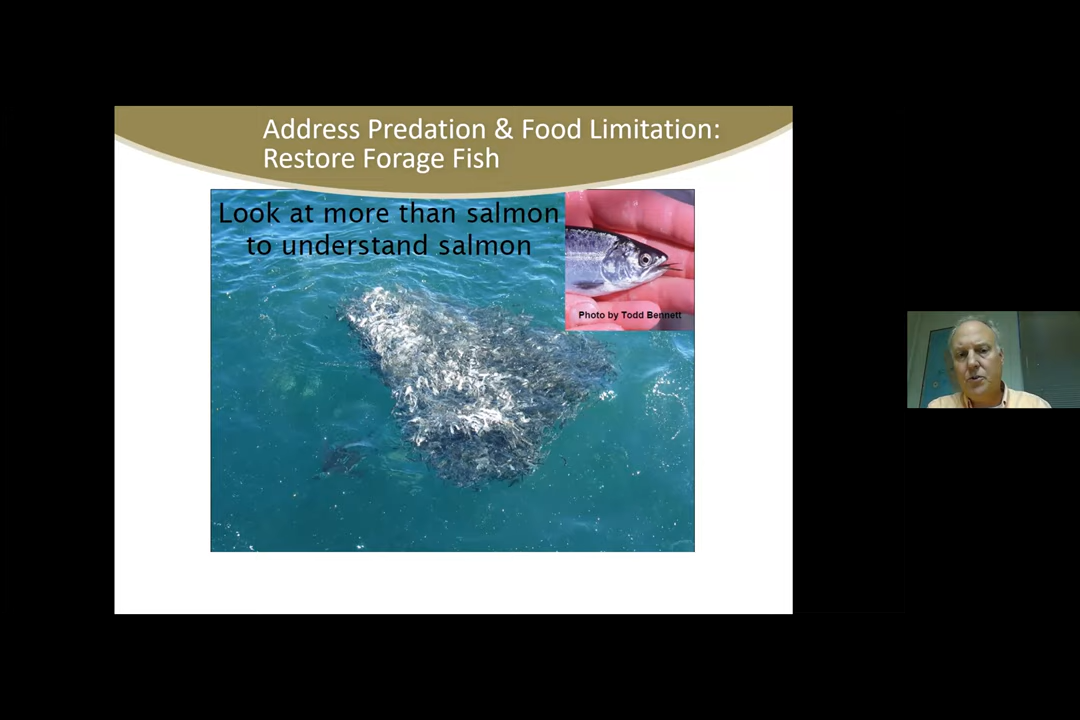 Address Predation & Food Limitation:
Restore Forage Fish
Look at more than salmon
to understand salmon
Photo by Todd Bennett